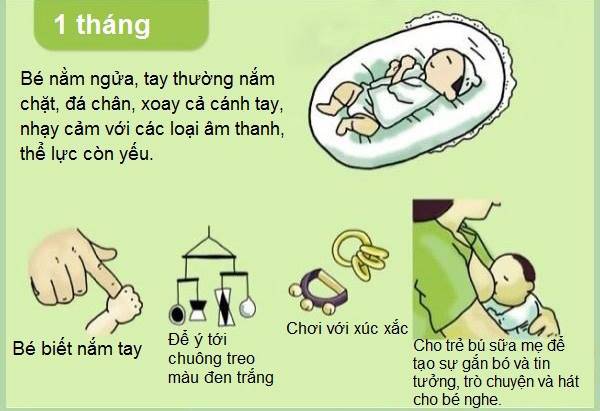 1 tháng
Bé nằm ngửa, tay thường nắm
chặt, đá chân, xoay cả cánh tay,
nhạy cảm với các loại âm thanh,
thể lực còn yếu.
Bé biết nắm tay
Để ý tới
chuông treo
màu đen trắng
Chơi với xúc xắc
Cho trẻ bú sữa mẹ để
tạo sự gắn bó và tin
tưởng, trò chuyện và hát
cho bé nghe.